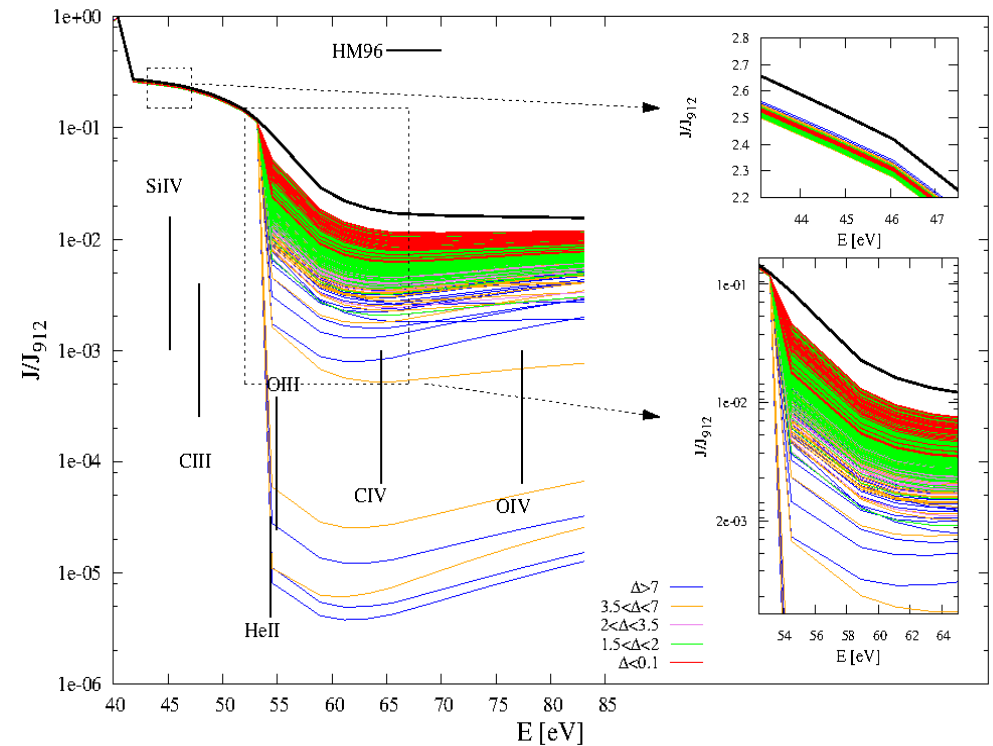 1e+00
1e-01
1e-02
1e-03
1e-04
1e-05
1e-06
J/J912
40 45 50 55 60 65 70 75 80 85
E [eV]
HM96
SiIV
CIII
OIII
HeII
CIV
OIV
Δ>7
3.5<Δ<7
2<Δ<3.5
1.5<Δ<2
Δ<0.1
2.8
2.7
2.6
2.5
2.4
2.3
2.2
J/J912
44 45 46 47
E [eV]
1e-01
1e-02
2e-03
J/J912
54 56 58 60 62 64
E [eV]